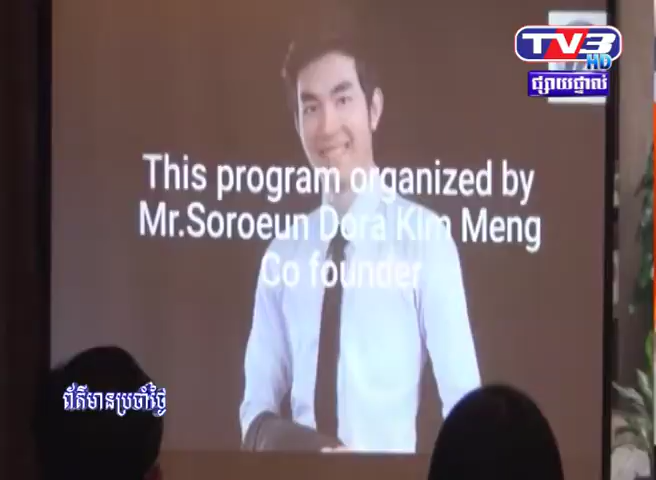 TV3
HD
ផ្សាយផ្ទាល់
This program organized by
Mr.Soroeun Dora Kim Meng
Co founder
ព័ត៌មានប្រចាំថ្ងៃ